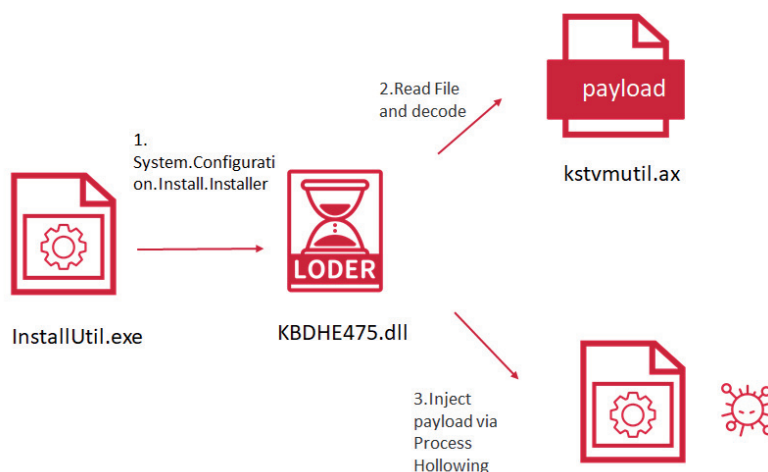 1.
System.Configurati
on.Install.Installer
2.Read File
and decode
payload
kstvmutil.ax
LODER
InstallUtil.exe
KBDHE475.dll
3.Inject
payload via
Process
Hollowing